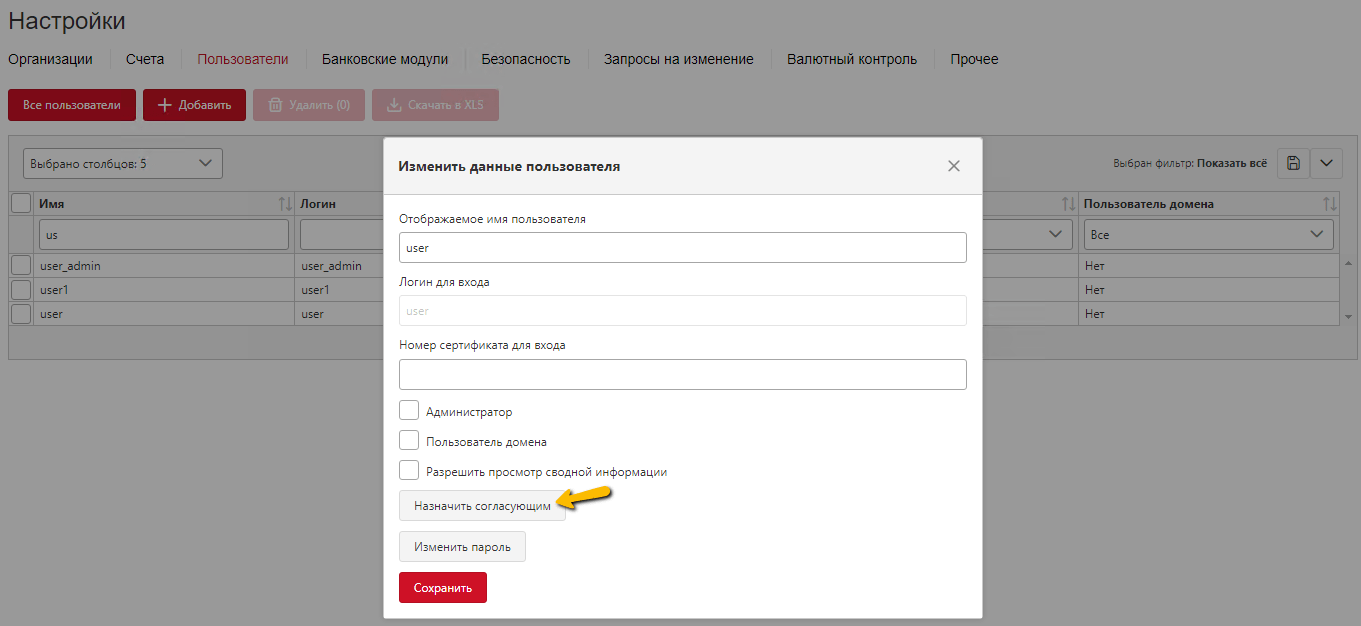 Настройки
Организации Счета Пользователи Банковские модули Безопасность Запросы на изменение Валютный контроль Прочее
Все пользователи Добавить Удалить (0) Скачать в XLS
Выбрано столбцов: 5
Выбран фильтр: Показать всё
Имя Логин Пользователь домена
us Все
user_admin user_admin Нет
user1 user1 Нет
user user Нет
Изменить данные пользователя
Отображаемое имя пользователя
user
Логин для входа
user
Номер сертификата для входа
Администратор
Пользователь домена
Разрешить просмотр сводной информации
Назначить согласующим
Изменить пароль
Сохранить